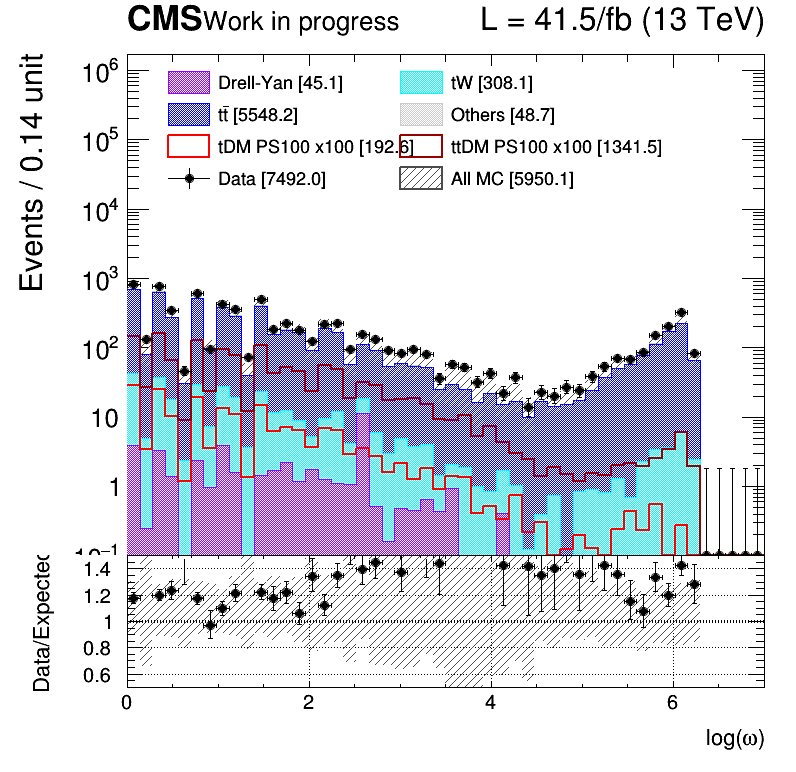 CMS Work in progress L = 41.5/fb (13 TeV)
Events / 0.14 unit
10⁶
10⁵
10⁴
10³
10²
10
1
10⁻¹
Drell-Yan [45.1] tW [308.1]
tt̄ [5548.2] Others [48.7]
tDM PS100 x100 [192.6] ttDM PS100 x100 [1341.5]
Data [7492.0] All MC [5950.1]
Data/Expected
1.4
1.2
1
0.8
0.6
0 2 4 6
log(ω)